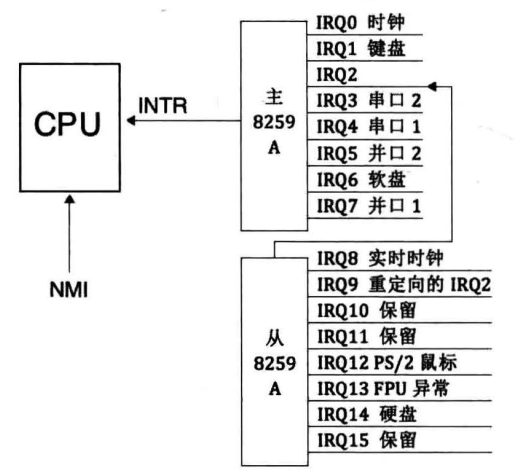 CPU
INTR
NMI
主
8259
A
IRQ0 时钟
IRQ1 键盘
IRQ2
IRQ3 串口 2
IRQ4 串口 1
IRQ5 并口 2
IRQ6 软盘
IRQ7 并口 1
从
8259
A
IRQ8 实时时钟
IRQ9 重定向的 IRQ2
IRQ10 保留
IRQ11 保留
IRQ12 PS/2 鼠标
IRQ13 FPU 异常
IRQ14 硬盘
IRQ15 保留